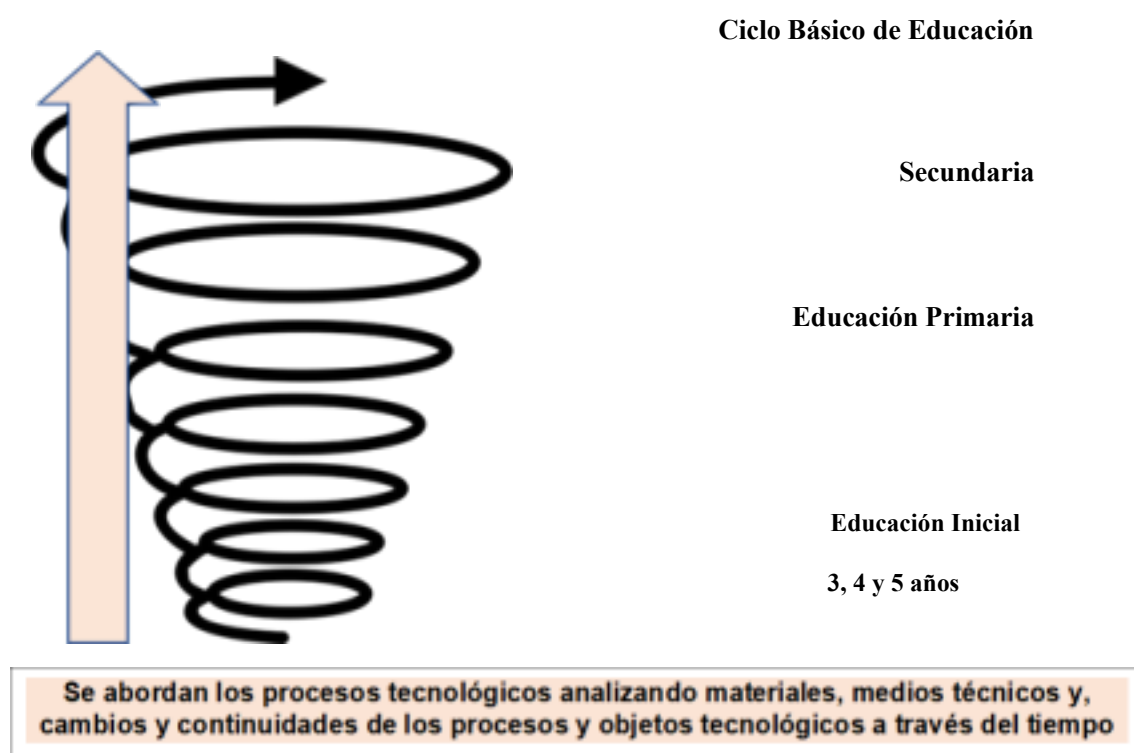 Ciclo Básico de Educación
Secundaria
Educación Primaria
Educación Inicial
3, 4 y 5 años
Se abordan los procesos tecnológicos analizando materiales, medios técnicos y,
cambios y continuidades de los procesos y objetos tecnológicos a través del tiempo